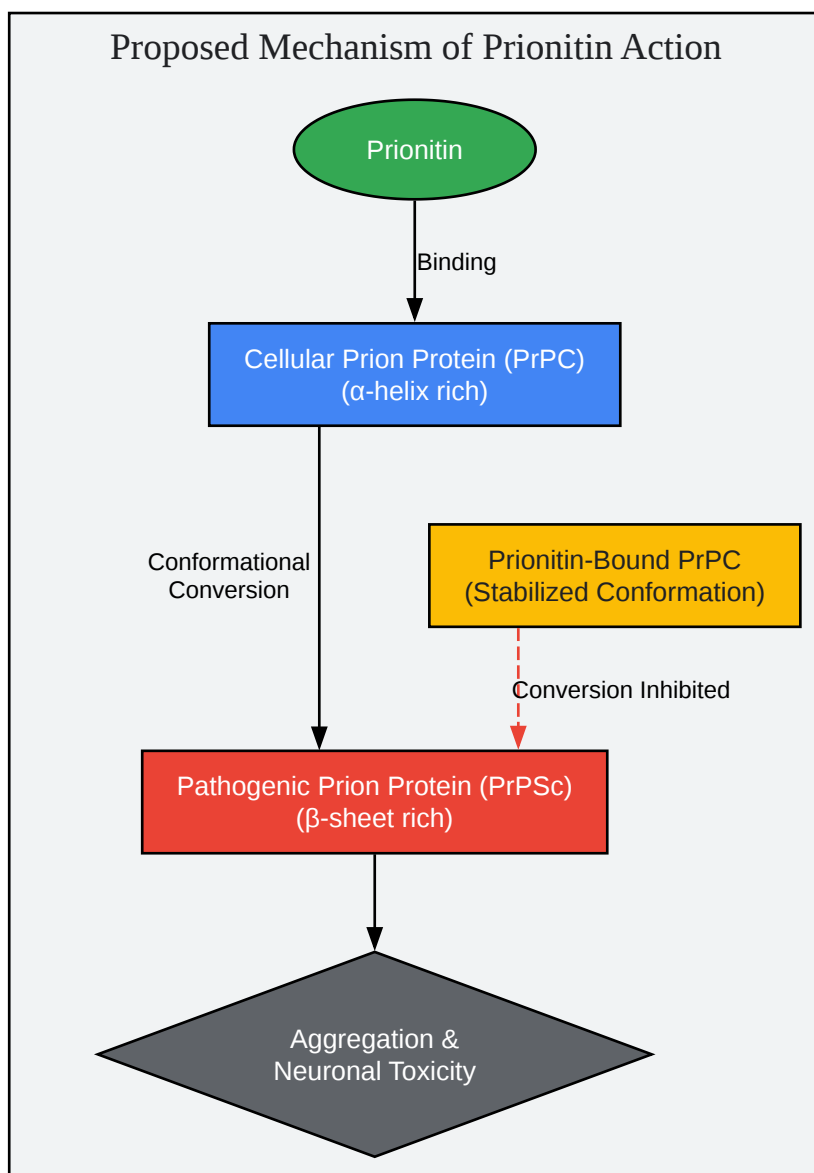 Proposed Mechanism of Prionitin Action
Prionitin
Binding
Cellular Prion Protein (PrPC)
(α-helix rich)
Conformational
Conversion
Prionitin-Bound PrPC
(Stabilized Conformation)
Conversion Inhibited
Pathogenic Prion Protein (PrPSc)
(β-sheet rich)
Aggregation &
Neuronal Toxicity